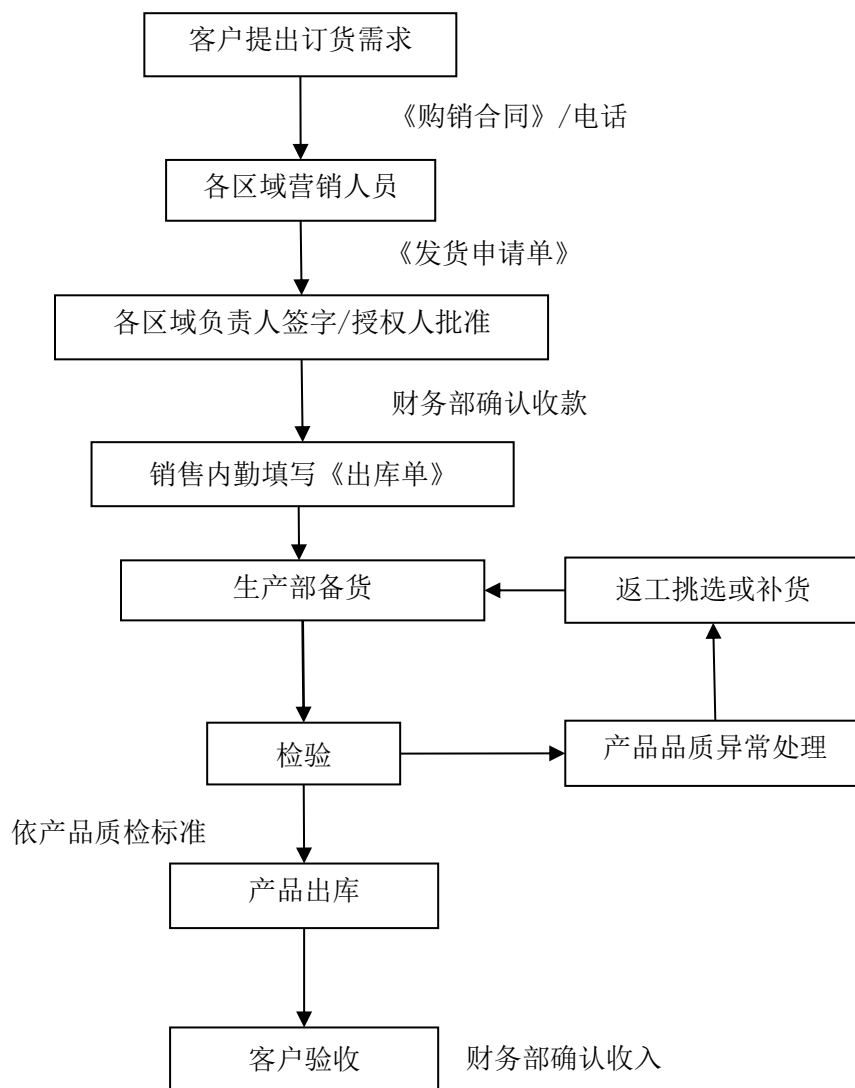 客户提出订货需求
《购销合同》/电话
各区域营销人员
《发货申请单》
各区域负责人签字/授权人批准
财务部确认收款
销售内勤填写《出库单》
生产部备货
返工挑选或补货
检验
产品品质异常处理
依产品质检标准
产品出库
客户验收
财务部确认收入